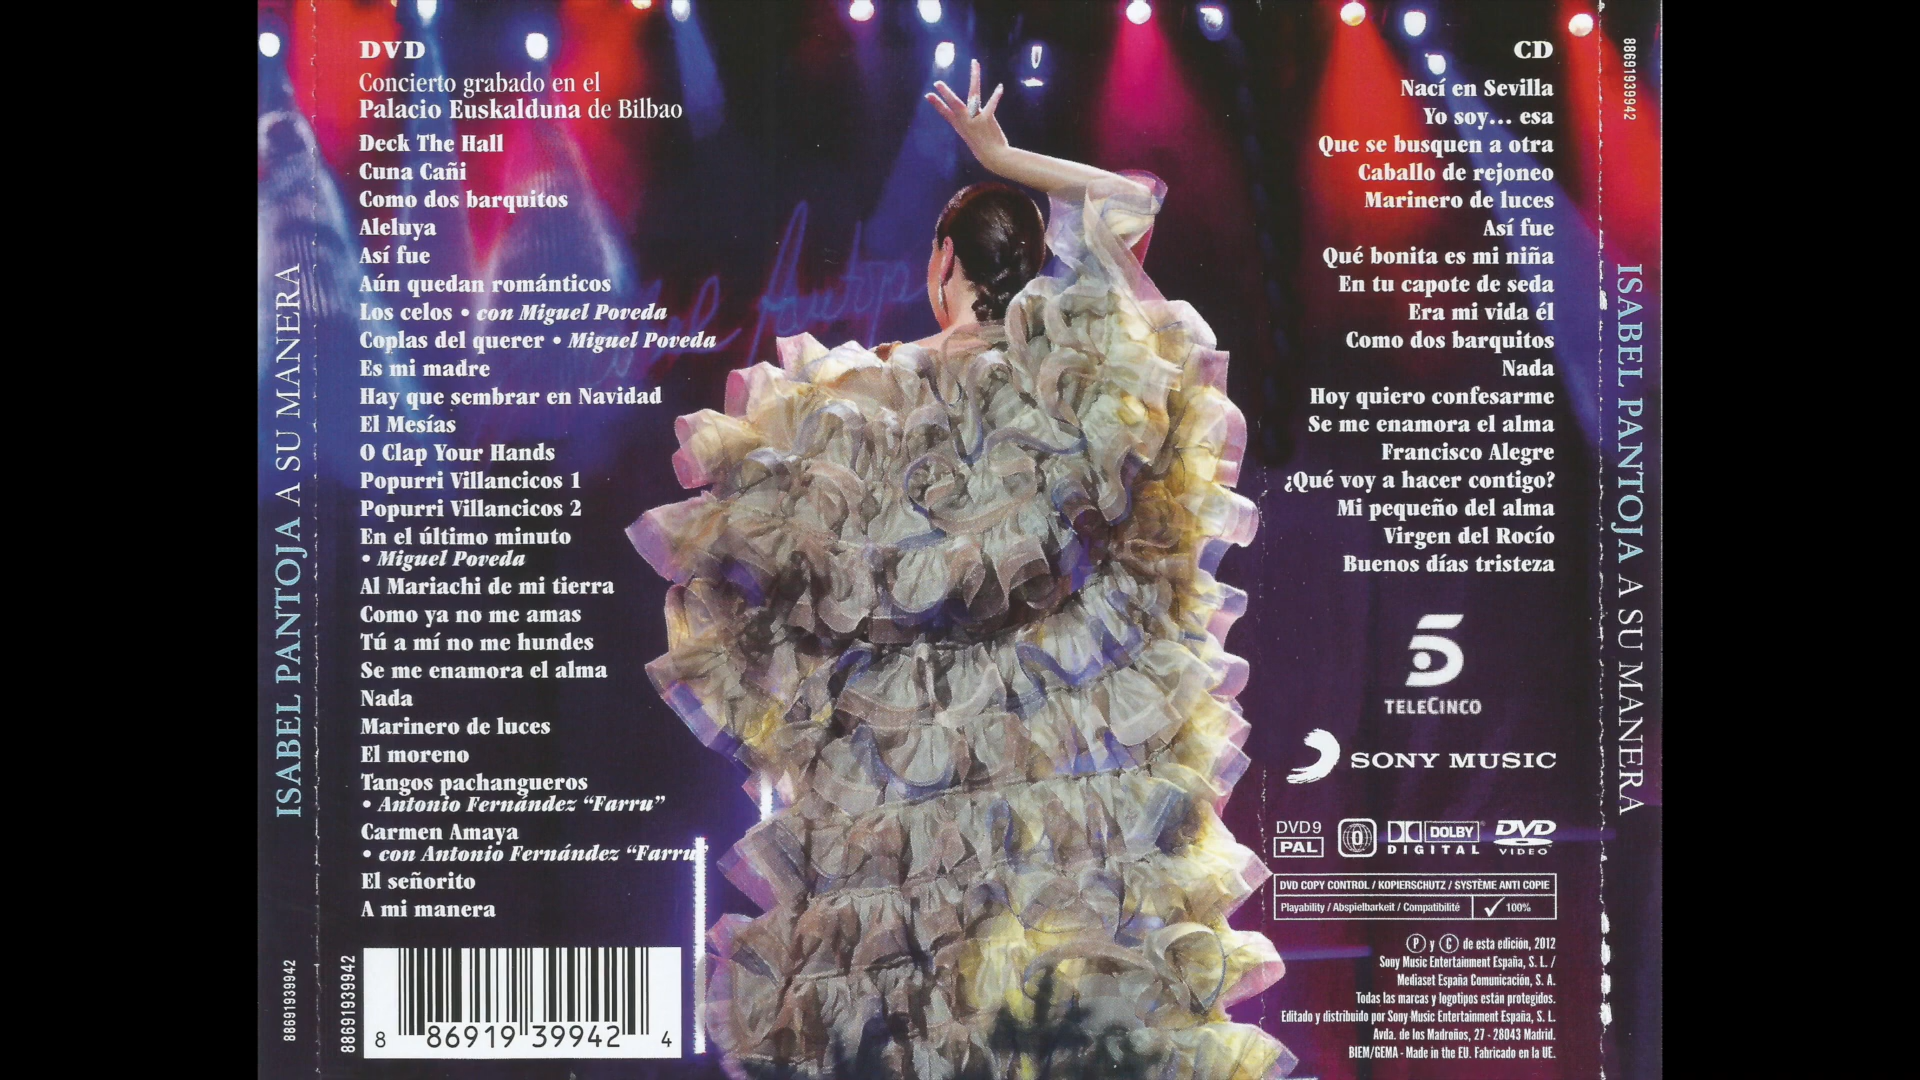 ISABEL PANTOJA A SU MANERA
88691939942
DVD
Concierto grabado en el
Palacio Euskalduna de Bilbao
Deck The Hall
Cuna Cañi
Como dos barquitos
Aleluya
Así fue
Aún quedan románticos
Los celos • con Miguel Poveda
Coplas del querer • Miguel Poveda
Es mi madre
Hay que sembrar en Navidad
El Mesías
O Clap Your Hands
Popurri Villancicos 1
Popurri Villancicos 2
En el último minuto
• Miguel Poveda
Al Mariachi de mi tierra
Como ya no me amas
Tú a mí no me hundes
Se me enamora el alma
Nada
Marinero de luces
El moreno
Tangos pachangueros
• Antonio Fernández “Farru”
Carmen Amaya
• con Antonio Fernández “Farru”
El señorito
A mi manera
88691939942
8 86919 39942 4
CD
Nací en Sevilla
Yo soy... esa
Que se busquen a otra
Caballo de rejoneo
Marinero de luces
Así fue
Qué bonita es mi niña
En tu capote de seda
Era mi vida él
Como dos barquitos
Nada
Hoy quiero confesarme
Se me enamora el alma
Francisco Alegre
¿Qué voy a hacer contigo?
Mi pequeño del alma
Virgen del Rocío
Buenos días tristeza
5
TELECINCO
SONY MUSIC
DVD9
PAL
0
DOLBY
DIGITAL
DVD
VIDEO
DVD COPY CONTROL / KOPIERSCHUTZ / SYSTÈME ANTI COPIE
Playability / Abspielbarkeit / Compatibilité ✓ 100%
Ⓟ y Ⓒ de esta edición, 2012
Sony Music Entertainment España, S. L. /
Mediaset España Comunicación, S. A.
Todas las marcas y logotipos están protegidos.
Editado y distribuido por Sony Music Entertainment España, S. L.
Avda. de los Madroños, 27 - 28043 Madrid.
BIEM/GEMA - Made in the EU. Fabricado en la UE.
88691939942
ISABEL PANTOJA A SU MANERA